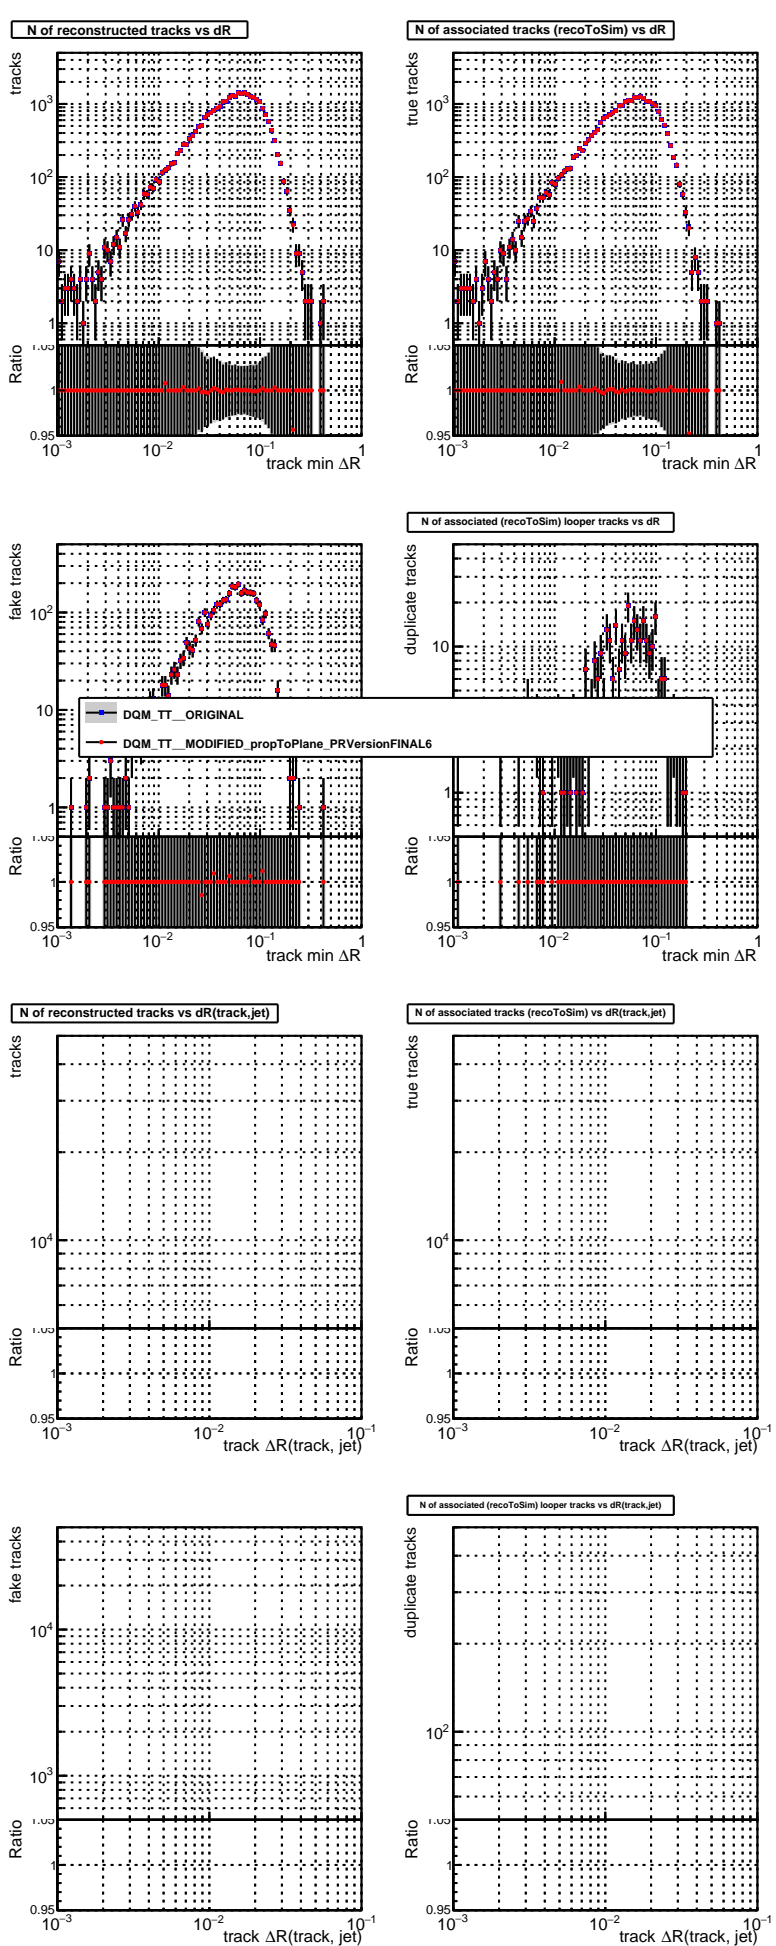 N of reconstructed tracks vs dR
N of associated tracks (recoToSim) vs dR
tracks
10³
10²
10
1
Ratio
1.05
1
0.95
10⁻³
10⁻²
10⁻¹
1
track min ΔR
true tracks
10³
10²
10
1
Ratio
1.05
1
0.95
10⁻³
10⁻²
10⁻¹
1
track min ΔR
N of associated (recoToSim) looper tracks vs dR
fake tracks
10²
10
1
Ratio
1.05
1
0.95
10⁻³
10⁻²
10⁻¹
1
track min ΔR
duplicate tracks
10
1
Ratio
1.05
1
0.95
10⁻³
10⁻²
10⁻¹
1
track min ΔR
DQM_TT__ORIGINAL
DQM_TT__MODIFIED_propToPlane_PRVersionFINAL6
N of reconstructed tracks vs dR(track,jet)
N of associated tracks (recoToSim) vs dR(track,jet)
tracks
10⁴
Ratio
1.05
1
0.95
10⁻³
10⁻²
10⁻¹
track ΔR(track, jet)
true tracks
10⁴
Ratio
1.05
1
0.95
10⁻³
10⁻²
10⁻¹
track ΔR(track, jet)
N of associated (recoToSim) looper tracks vs dR(track,jet)
fake tracks
10⁴
10³
Ratio
1.05
1
0.95
10⁻³
10⁻²
10⁻¹
track ΔR(track, jet)
duplicate tracks
10²
Ratio
1.05
1
0.95
10⁻³
10⁻²
10⁻¹
track ΔR(track, jet)